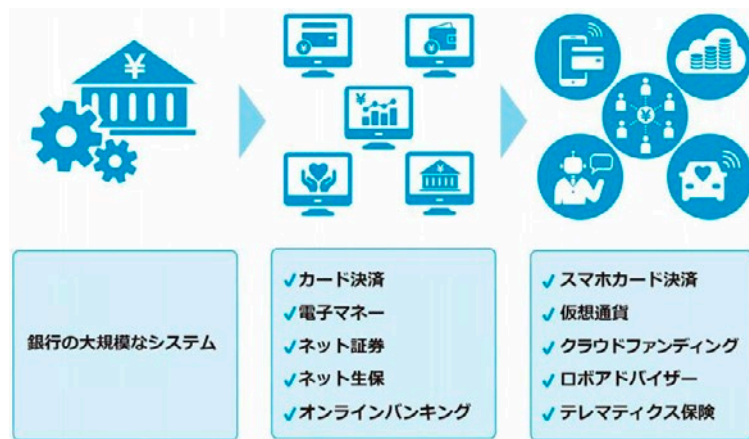 ¥
¥
¥
¥
¥
銀行の大規模なシステム
✓カード決済
✓電子マネー
✓ネット証券
✓ネット生保
✓オンラインバンキング
✓スマホカード決済
✓仮想通貨
✓クラウドファンディング
✓ロボアドバイザー
✓テレマティクス保険